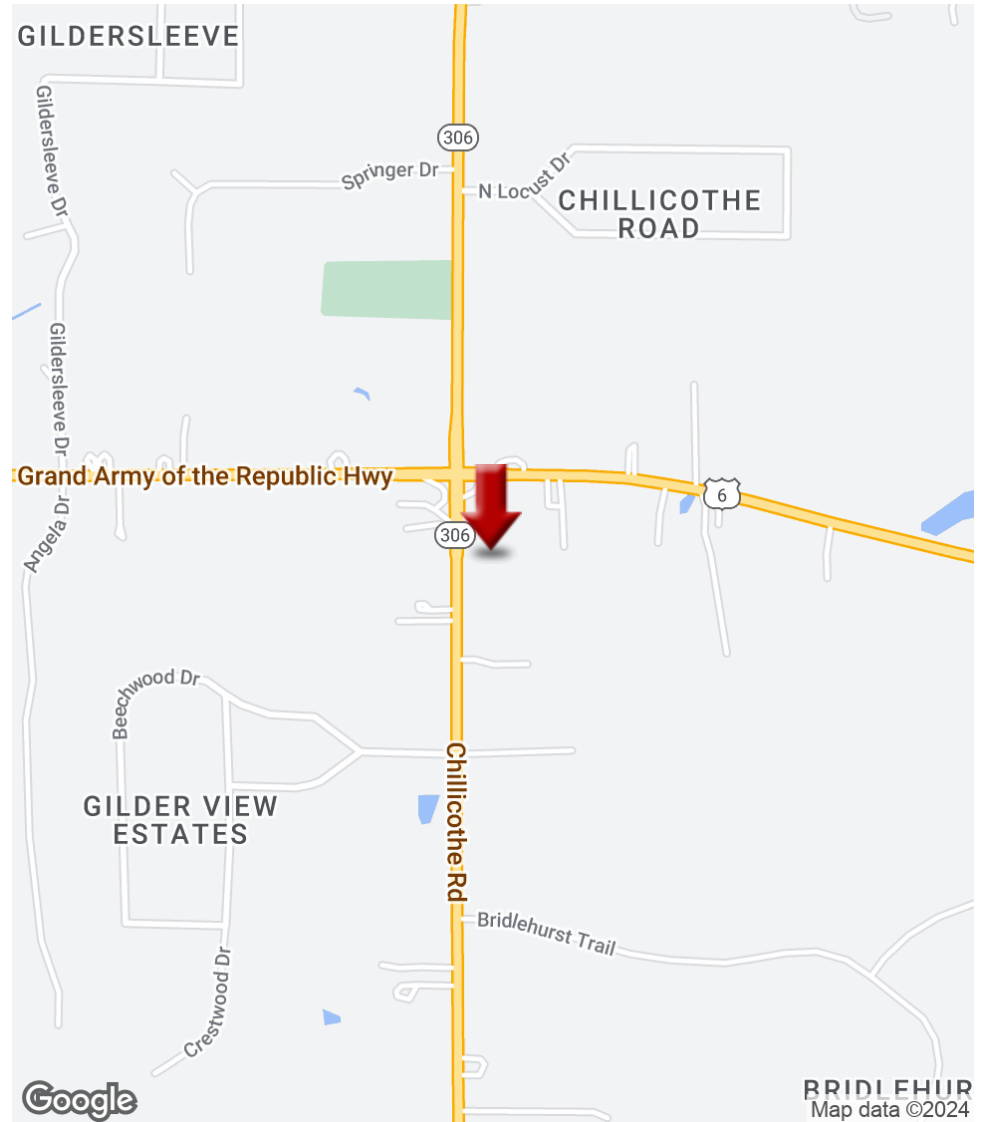 GILDERSLEEVE
Gildersleeve Dr
306
Springer Dr
N Locust Dr
CHILLICOTHE
ROAD
Gildersleeve Dr
Grand Army of the Republic Hwy
6
Angela Dr
306
Beechwood Dr
Chillicothe Rd
GILDER VIEW
ESTATES
Bridlehurst Trail
Crestwood Dr
BRIDLEHUR
Google
Map data ©2024